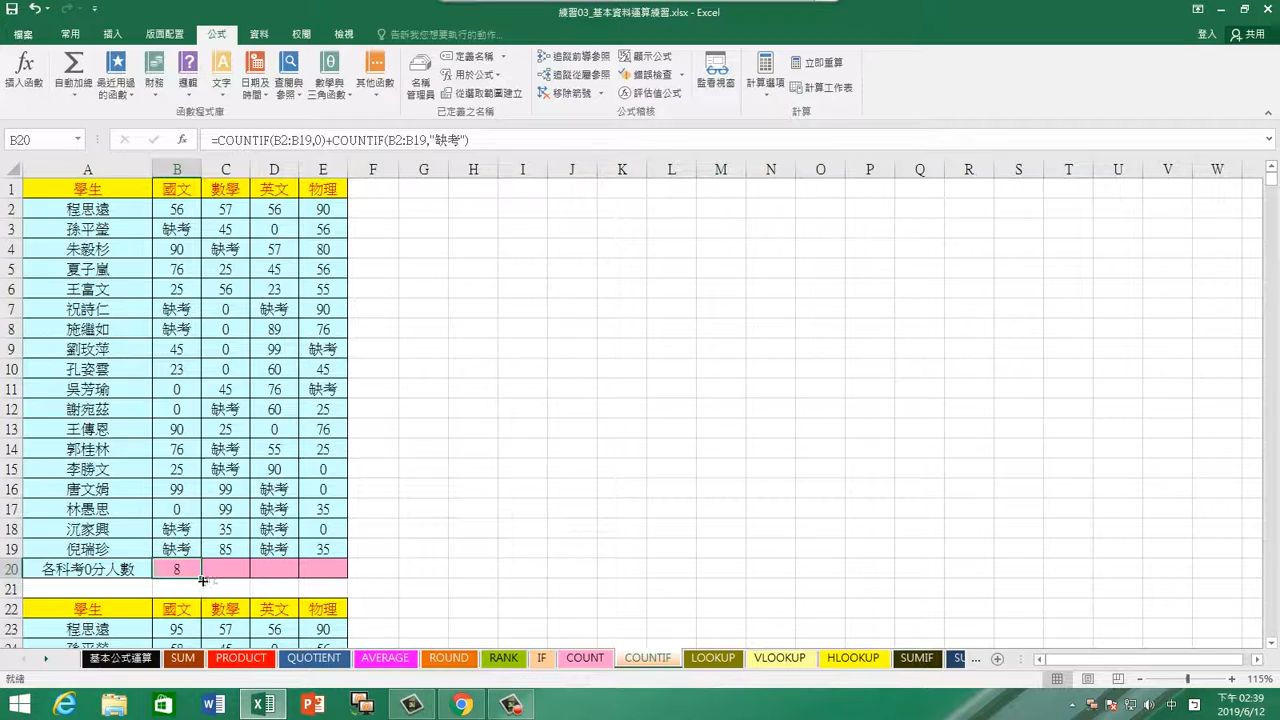 練習03_基本資料運算練習.xlsx - Excel
檔案 常用 插入 版面配置 公式 資料 校閱 檢視 告訴我您想要執行的動作... 登入 共用
插入函數 自動加總 最近用過的函數 財務 邏輯 文字 日期及時間 查閱與參照 數學與三角函數 其他函數 名稱管理員 定義名稱 用於公式 從選取範圍建立 追蹤前導參照 追蹤從屬參照 移除箭號 顯示公式 錯誤檢查 評估值公式 監看視窗 計算選項 立即重算 計算工作表
函數程式庫 已定義之名稱 公式稽核 計算
B20 fx =COUNTIF(B2:B19,0)+COUNTIF(B2:B19,"缺考")
A B C D E F G H I J K L M N O P Q R S T U V W
1 學生 國文 數學 英文 物理
2 程思遠 56 57 56 90
3 孫平瑩 缺考 45 0 56
4 朱毅杉 90 缺考 57 80
5 夏子嵐 76 25 45 56
6 王富文 25 56 23 55
7 祝詩仁 缺考 0 缺考 90
8 施繼如 缺考 0 89 76
9 劉玫萍 45 0 99 缺考
10 孔姿雲 23 0 60 45
11 吳芳瑜 0 45 76 缺考
12 謝宛茲 0 缺考 60 25
13 王傳恩 90 25 0 76
14 郭桂林 76 缺考 55 25
15 李勝文 25 缺考 90 0
16 唐文娟 99 99 缺考 0
17 林愚思 0 99 缺考 35
18 沉家興 缺考 35 缺考 0
19 倪瑞珍 缺考 85 缺考 35
20 各科考0分人數 8
21
22 學生 國文 數學 英文 物理
23 程思遠 95 57 56 90
基本公式運算 SUM PRODUCT QUOTIENT AVERAGE ROUND RANK IF COUNT COUNTIF LOOKUP VLOOKUP HLOOKUP SUMIF SU ...
就緒 115%
中 下午 02:39
2019/6/12